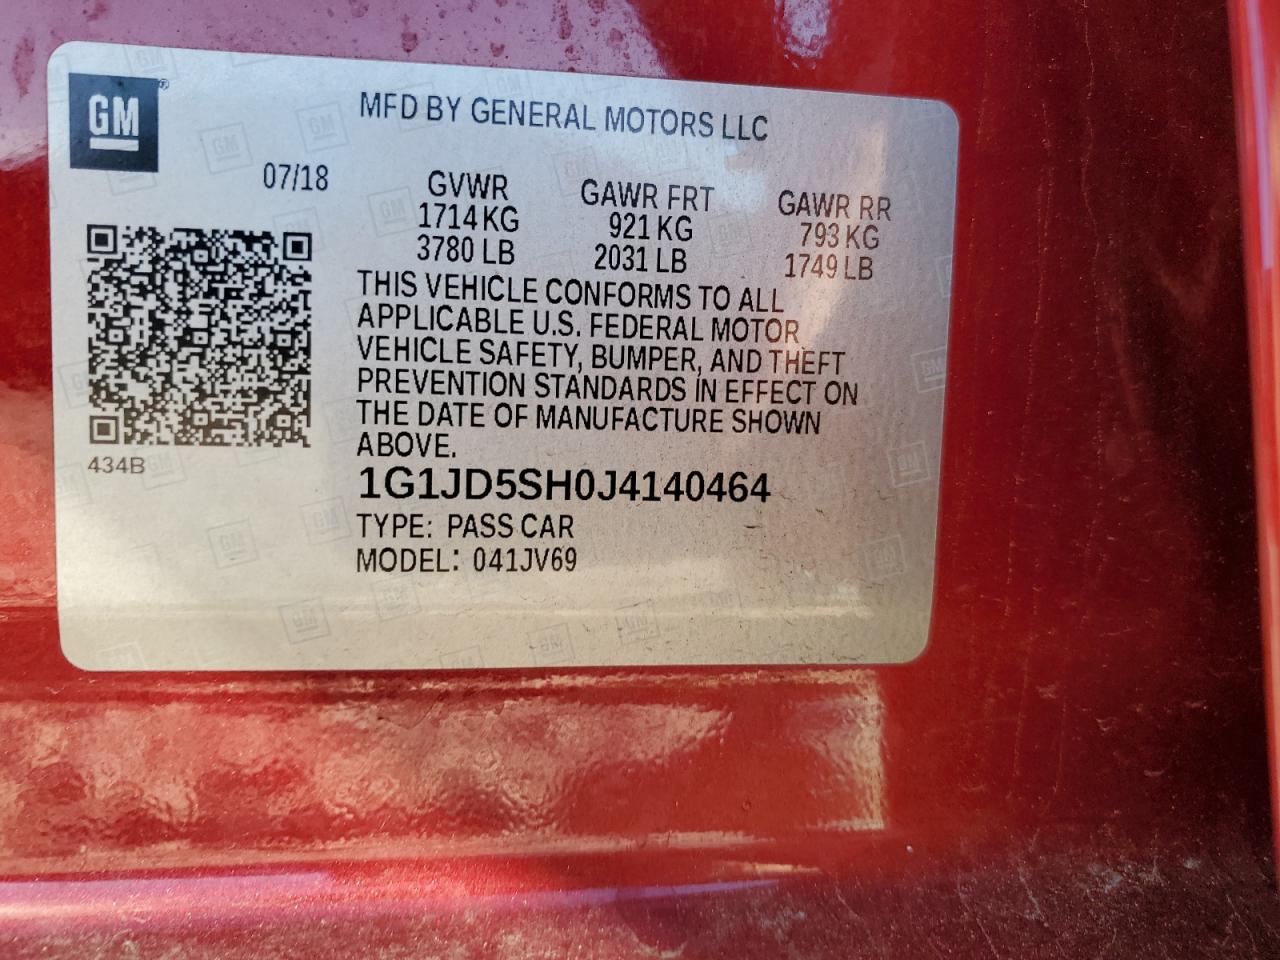 GM®
MFD BY GENERAL MOTORS LLC
07/18
GVWR GAWR FRT GAWR RR
1714 KG 921 KG 793 KG
3780 LB 2031 LB 1749 LB
THIS VEHICLE CONFORMS TO ALL
APPLICABLE U.S. FEDERAL MOTOR
VEHICLE SAFETY, BUMPER, AND THEFT
PREVENTION STANDARDS IN EFFECT ON
THE DATE OF MANUFACTURE SHOWN
ABOVE.
434B
1G1JD5SH0J4140464
TYPE: PASS CAR
MODEL: 041JV69